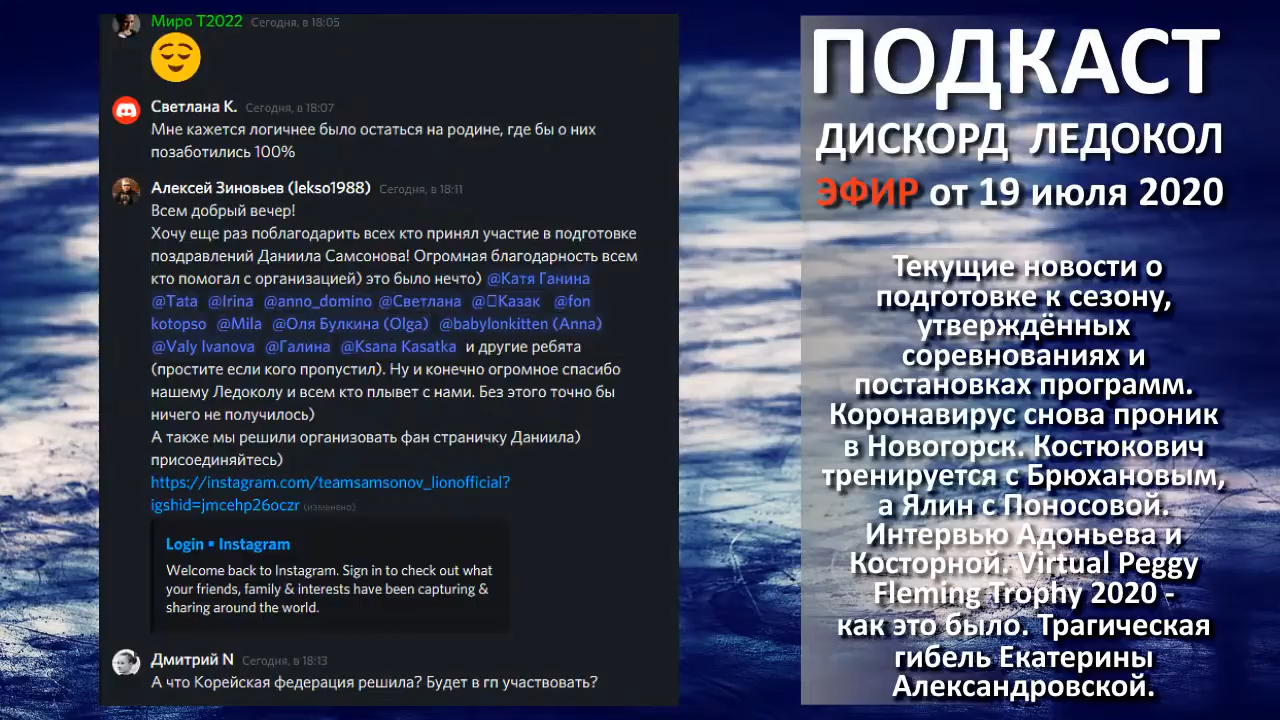 Миро Т2022 Сегодня, в 18:05
Светлана К. Сегодня, в 18:07
Мне кажется логичнее было остаться на родине, где бы о них
позаботились 100%
Алексей Зиновьев (lekso1988) Сегодня, в 18:11
Всем добрый вечер!
Хочу еще раз поблагодарить всех кто принял участие в подготовке
поздравлений Даниила Самсонова! Огромная благодарность всем
кто помогал с организацией) это было нечто) @Катя Ганина
@Tata @Irina @anno_domino @Светлана @▯Казак @fon
kotopso @Mila @Оля Булкина (Olga) @babylonkitten (Anna)
@Valy Ivanova @Галина @Ksana Kasatka и другие ребята
(простите если кого пропустил). Ну и конечно огромное спасибо
нашему Ледоколу и всем кто плывет с нами. Без этого точно бы
ничего не получилось)
А также мы решили организовать фан страничку Даниила)
присоединяйтесь)
https://instagram.com/teamsamsonov_lionofficial?
igshid=jmcehp26oczr (изменено)
Login • Instagram
Welcome back to Instagram. Sign in to check out what
your friends, family & interests have been capturing &
sharing around the world.
Дмитрий N Сегодня, в 18:13
А что Корейская федерация решила? Будет в гп участвовать?
ПОДКАСТ
ДИСКОРД ЛЕДОКОЛ
ЭФИР от 19 июля 2020
Текущие новости о
подготовке к сезону,
утверждённых
соревнованиях и
постановках программ.
Коронавирус снова проник
в Новогорск. Костюкович
тренируется с Брюхановым,
а Ялин с Поносовой.
Интервью Адоньева и
Косторной. Virtual Peggy
Fleming Trophy 2020 -
как это было. Трагическая
гибель Екатерины
Александровской.